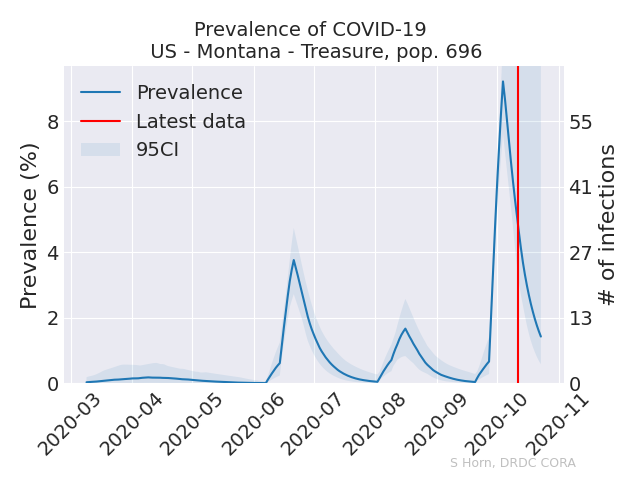 Prevalence of COVID-19
US - Montana - Treasure, pop. 696
Prevalence
Latest data
95CI
Prevalence (%)
8
6
4
2
0
# of infections
55
41
27
13
0
2020-03
2020-04
2020-05
2020-06
2020-07
2020-08
2020-09
2020-10
2020-11
S Horn, DRDC CORA